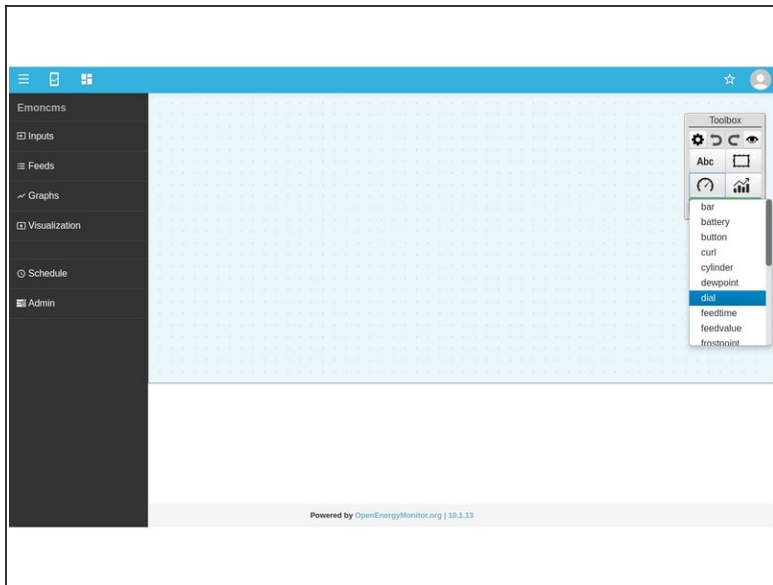 Emoncms
Inputs
Feeds
Graphs
Visualization
Schedule
Admin
Toolbox
Abc
bar
battery
button
curl
cylinder
dewpoint
dial
feedtime
feedvalue
frostpoint
Powered by OpenEnergyMonitor.org | 10.1.13